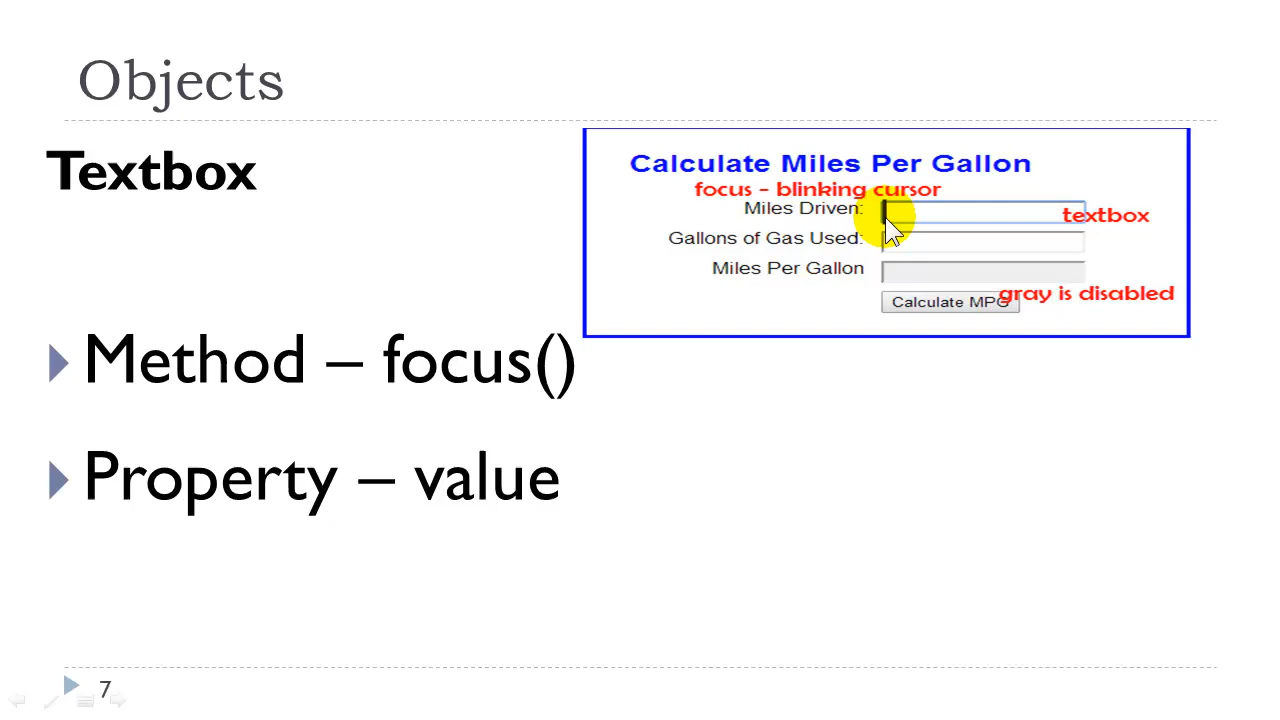 Objects
Textbox
Calculate Miles Per Gallon
focus - blinking cursor
Miles Driven:
textbox
Gallons of Gas Used:
Miles Per Gallon
gray is disabled
Calculate MPG
Method – focus()
Property – value
7